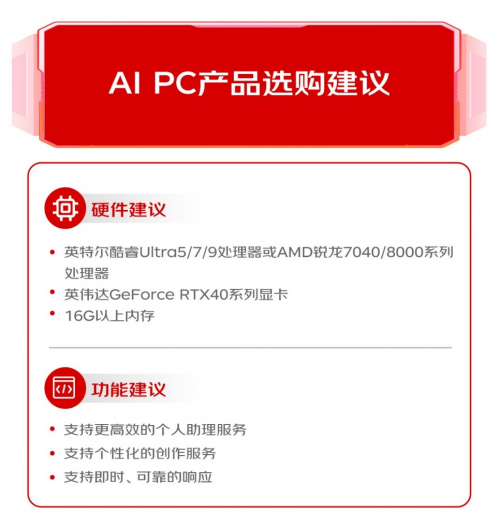 AI PC产品选购建议
硬件建议
• 英特尔酷睿Ultra5/7/9处理器或AMD锐龙7040/8000系列
处理器
• 英伟达GeForce RTX40系列显卡
• 16G以上内存
功能建议
• 支持更高效的个人助理服务
• 支持个性化的创作服务
• 支持即时、可靠的响应